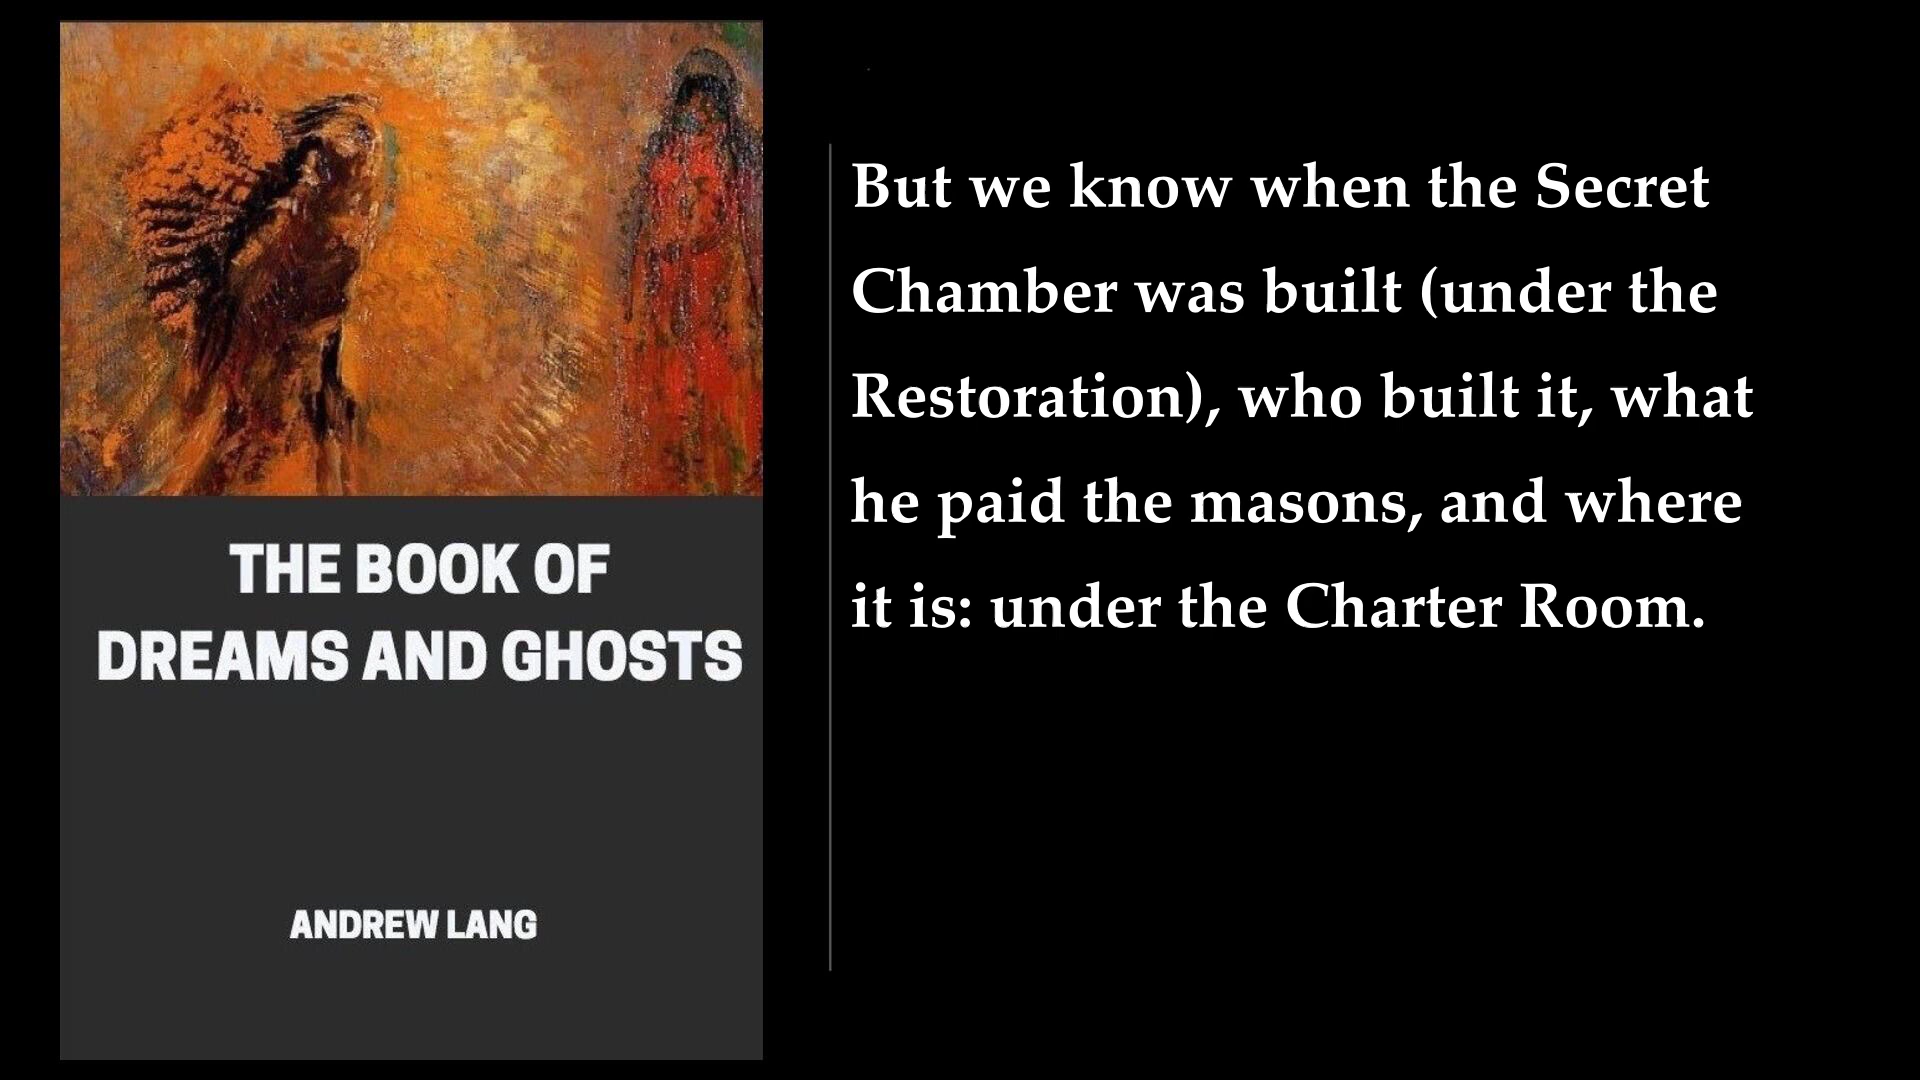 THE BOOK OF
DREAMS AND GHOSTS
ANDREW LANG
But we know when the Secret
Chamber was built (under the
Restoration), who built it, what
he paid the masons, and where
it is: under the Charter Room.